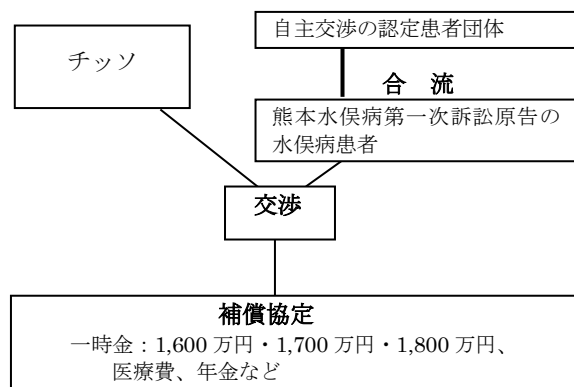 チッソ
自主交渉の認定患者団体
合　流
熊本水俣病第一次訴訟原告の
水俣病患者
交渉
補償協定
一時金：1,600 万円・1,700 万円・1,800 万円、
医療費、年金など